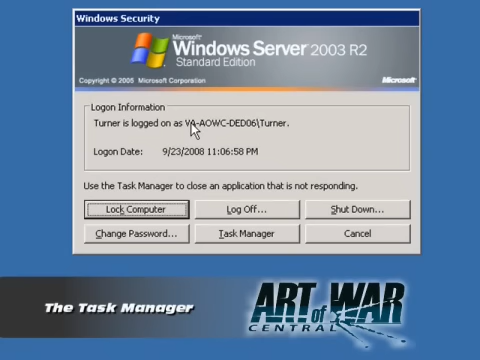 Windows Security
Microsoft
Windows Server 2003 R2
Standard Edition
Copyright © 2005 Microsoft Corporation
Microsoft
Logon Information
Turner is logged on as VA-AOWC-DED06\Turner.
Logon Date: 9/23/2008 11:06:58 PM
Use the Task Manager to close an application that is not responding.
Lock Computer
Log Off...
Shut Down...
Change Password...
Task Manager
Cancel
The Task Manager
ART of WAR
CENTRAL